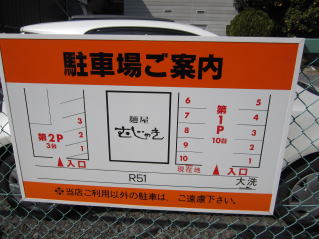 駐車場ご案内
麺屋
むじゃき
第2P
3台
3
2
1
入口
6
7
8
9
10
第1P
10台
5
4
3
2
1
入口
現在地
R51
大洗
※当店ご利用以外の駐車は、ご遠慮下さい。